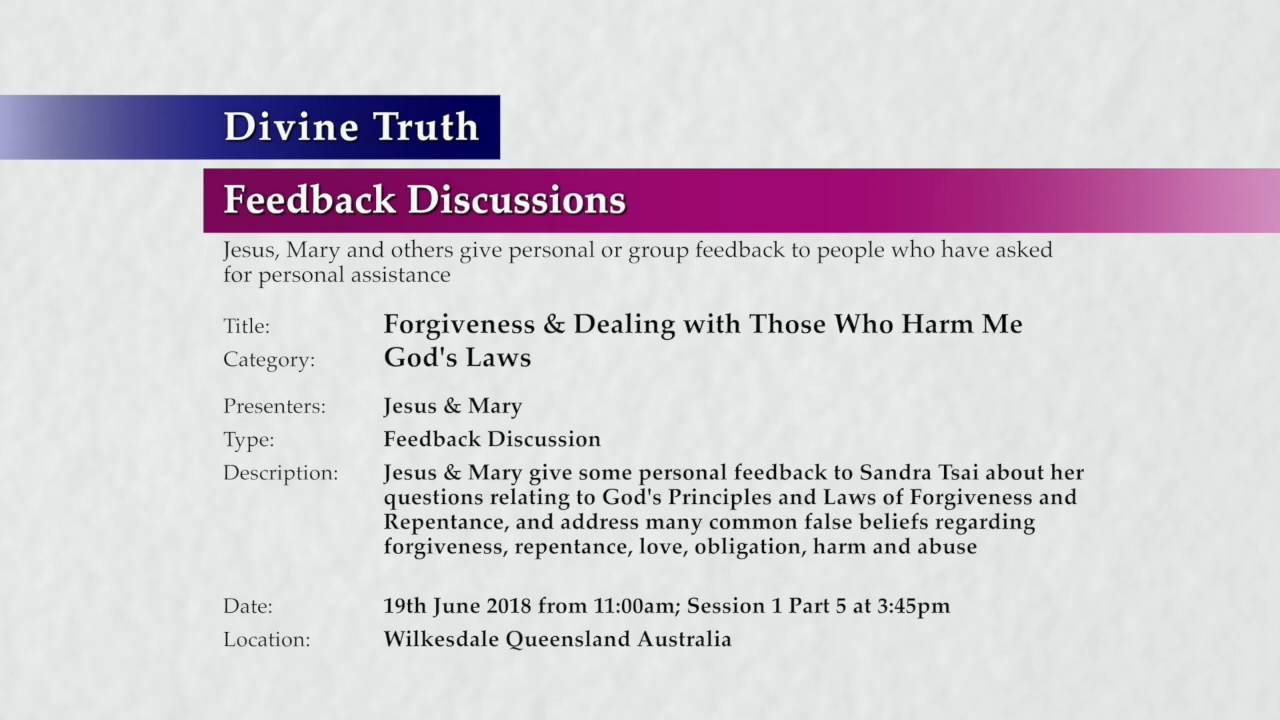 Divine Truth
Feedback Discussions
Jesus, Mary and others give personal or group feedback to people who have asked
for personal assistance
Title: Forgiveness & Dealing with Those Who Harm Me
Category: God's Laws
Presenters: Jesus & Mary
Type: Feedback Discussion
Description: Jesus & Mary give some personal feedback to Sandra Tsai about her
questions relating to God's Principles and Laws of Forgiveness and
Repentance, and address many common false beliefs regarding
forgiveness, repentance, love, obligation, harm and abuse
Date: 19th June 2018 from 11:00am; Session 1 Part 5 at 3:45pm
Location: Wilkesdale Queensland Australia